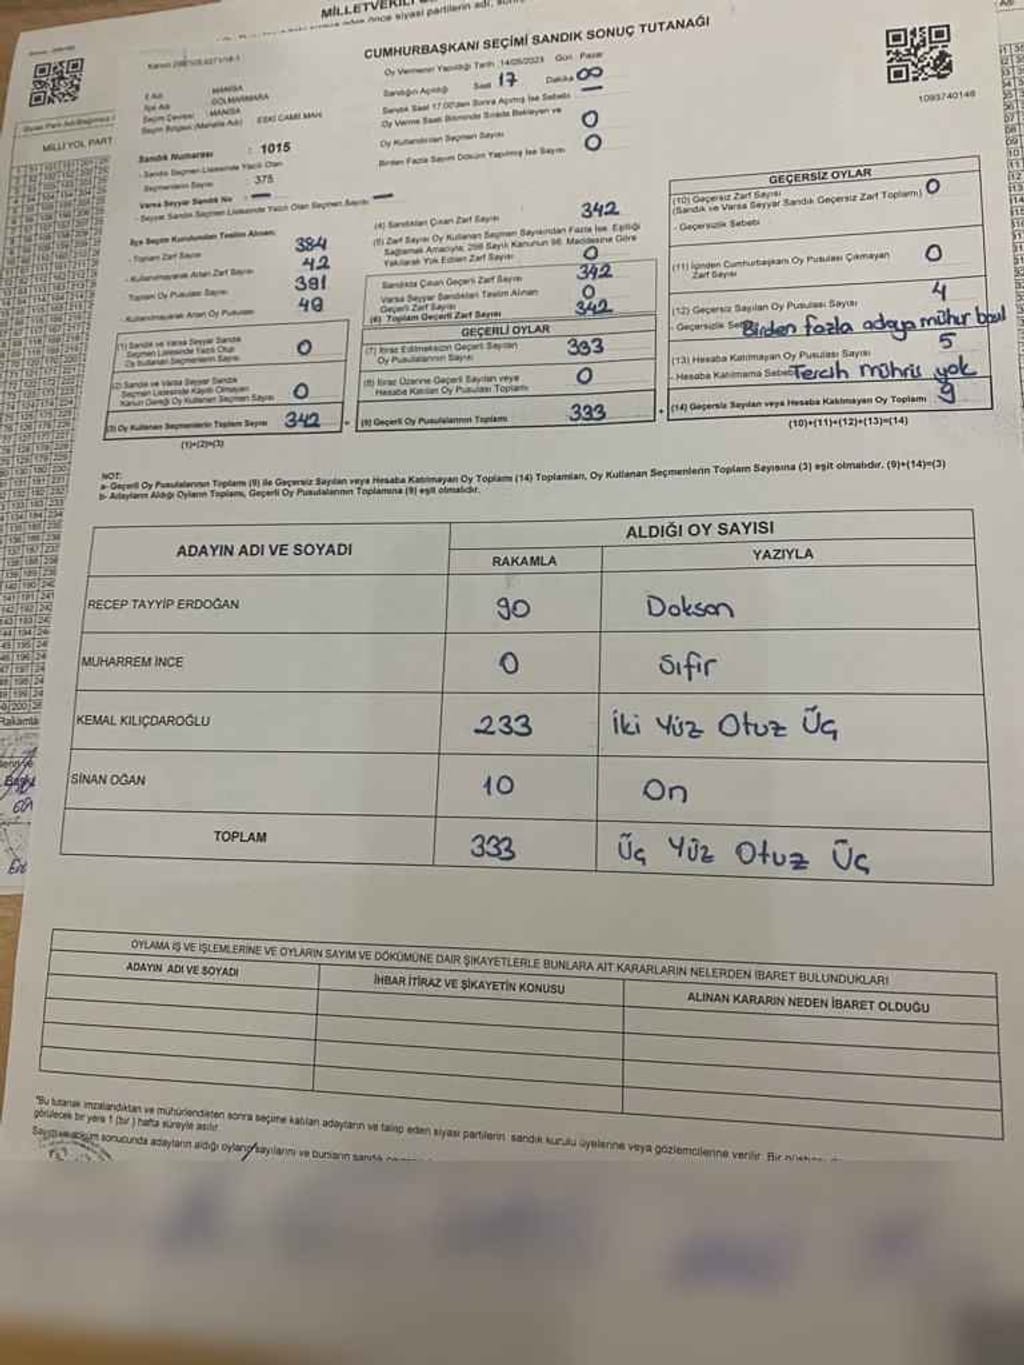 MİLLETVEKİLİ
önce siyasi partilerin adı,
CUMHURBAŞKANI SEÇİMİ SANDIK SONUÇ TUTANAĞI
Oy Vermenin Yapıldığı Tarih :14/05/2023 Gün : Pazar
Sandığın Açıldığı Saat 17 Dakika 00
Sandık Saat 17.00'den Sonra Açılmış İse Sebebi —
Oy Verme Saati Bitiminde Sırada Bekleyen ve
Oy Kullandırılan Seçmen Sayısı 0
Birden Fazla Sayım Döküm Yapılmış İse Sayısı 0
1093740146
İl Adı : MANİSA
İlçe Adı : GÖLMARMARA
Seçim Çevresi : MANİSA
Seçim Bölgesi (Mahalle Adı) : ESKİ CAMİ MAH.
Sandık Numarası : 1015
- Sandık Seçmen Listesinde Yazılı Olan
Seçmenlerin Sayısı : 375
Varsa Seyyar Sandık No : —
- Seyyar Sandık Seçmen Listesinde Yazılı Olan Seçmen Sayısı —
İlçe Seçim Kurulundan Teslim Alınan;
- Toplam Zarf Sayısı 384
- Kullanılmayarak Artan Zarf Sayısı 42
Toplam Oy Pusulası Sayısı 391
- Kullanılmayarak Artan Oy Pusulası 49
(1) Sandık ve Varsa Seyyar Sandık
Seçmen Listesinde Yazılı Olup
Oy Kullanan Seçmenlerin Sayısı 0
(2) Sandık ve Varsa Seyyar Sandık
Seçmen Listesinde Kayıtlı Olmayan
Kanun Gereği Oy Kullanan Seçmen Sayısı 0
(3) Oy Kullanan Seçmenlerin Toplam Sayısı 342
(1)+(2)=(3)
(4) Sandıktan Çıkan Zarf Sayısı 342
(5) Zarf Sayısı Oy Kullanan Seçmen Sayısından Fazla İse, Eşitliği
Sağlamak Amacıyla, 298 Sayılı Kanunun 98. Maddesine Göre
Yakılarak Yok Edilen Zarf Sayısı 0
Sandıkta Çıkan Geçerli Zarf Sayısı 342
Varsa Seyyar Sandıktan Teslim Alınan
Geçerli Zarf Sayısı 0
(6) Toplam Geçerli Zarf Sayısı 342
GEÇERLİ OYLAR
(7) İtiraz Edilmeksizin Geçerli Sayılan
Oy Pusulalarının Sayısı 333
(8) İtiraz Üzerine Geçerli Sayılan veya
Hesaba Katılan Oy Pusulası Toplamı 0
(9) Geçerli Oy Pusulalarının Toplamı 333
GEÇERSİZ OYLAR
(10) Geçersiz Zarf Sayısı
(Sandık ve Varsa Seyyar Sandık Geçersiz Zarf Toplamı) 0
- Geçersizlik Sebebi
(11) İçinden Cumhurbaşkanı Oy Pusulası Çıkmayan
Zarf Sayısı 0
(12) Geçersiz Sayılan Oy Pusulası Sayısı 4
- Geçersizlik Birden fazla adaya mühür
(13) Hesaba Katılmayan Oy Pusulası Sayısı 5
- Hesaba Katılmama Tercih mührü yok
(14) Geçersiz Sayılan veya Hesaba Katılmayan Oy Toplamı 9
(10)+(11)+(12)+(13)=(14)
NOT:
a- Geçerli Oy Pusulalarının Toplamı (9) ile Geçersiz Sayılan veya Hesaba Katılmayan Oy Toplamı (14) Toplamları, Oy Kullanan Seçmenlerin Toplam Sayısına (3) eşit olmalıdır. (9)+(14)=(3)
b- Adayların Aldığı Oyların Toplamı, Geçerli Oy Pusulalarının Toplamına (9) eşit olmalıdır.
ADAYIN ADI VE SOYADI
ALDIĞI OY SAYISI
RAKAMLA YAZIYLA
RECEP TAYYİP ERDOĞAN 90 Doksan
MUHARREM İNCE 0 Sıfır
KEMAL KILIÇDAROĞLU 233 İki Yüz Otuz Üç
SİNAN OĞAN 10 On
TOPLAM 333 Üç Yüz Otuz Üç
OYLAMA İŞ VE İŞLEMLERİNE VE OYLARIN SAYIM VE DÖKÜMÜNE DAİR ŞİKAYETLERLE BUNLARA AİT KARARLARIN NELERDEN İBARET BULUNDUKLARI
ADAYIN ADI VE SOYADI İHBAR İTİRAZ VE ŞİKAYETİN KONUSU ALINAN KARARIN NEDEN İBARET OLDUĞU
*Bu tutanak imzalandıktan ve mühürlendikten sonra seçime katılan adayların ve talep eden siyasi partilerin sandık kurulu üyelerine veya gözlemcilerine verilir. Bir
görülecek bir yere 1 (bir) hafta süreyle asılır.
sonucunda adayların aldığı oyların sayılarını ve bunların sandık
MİLLİ YOL PART